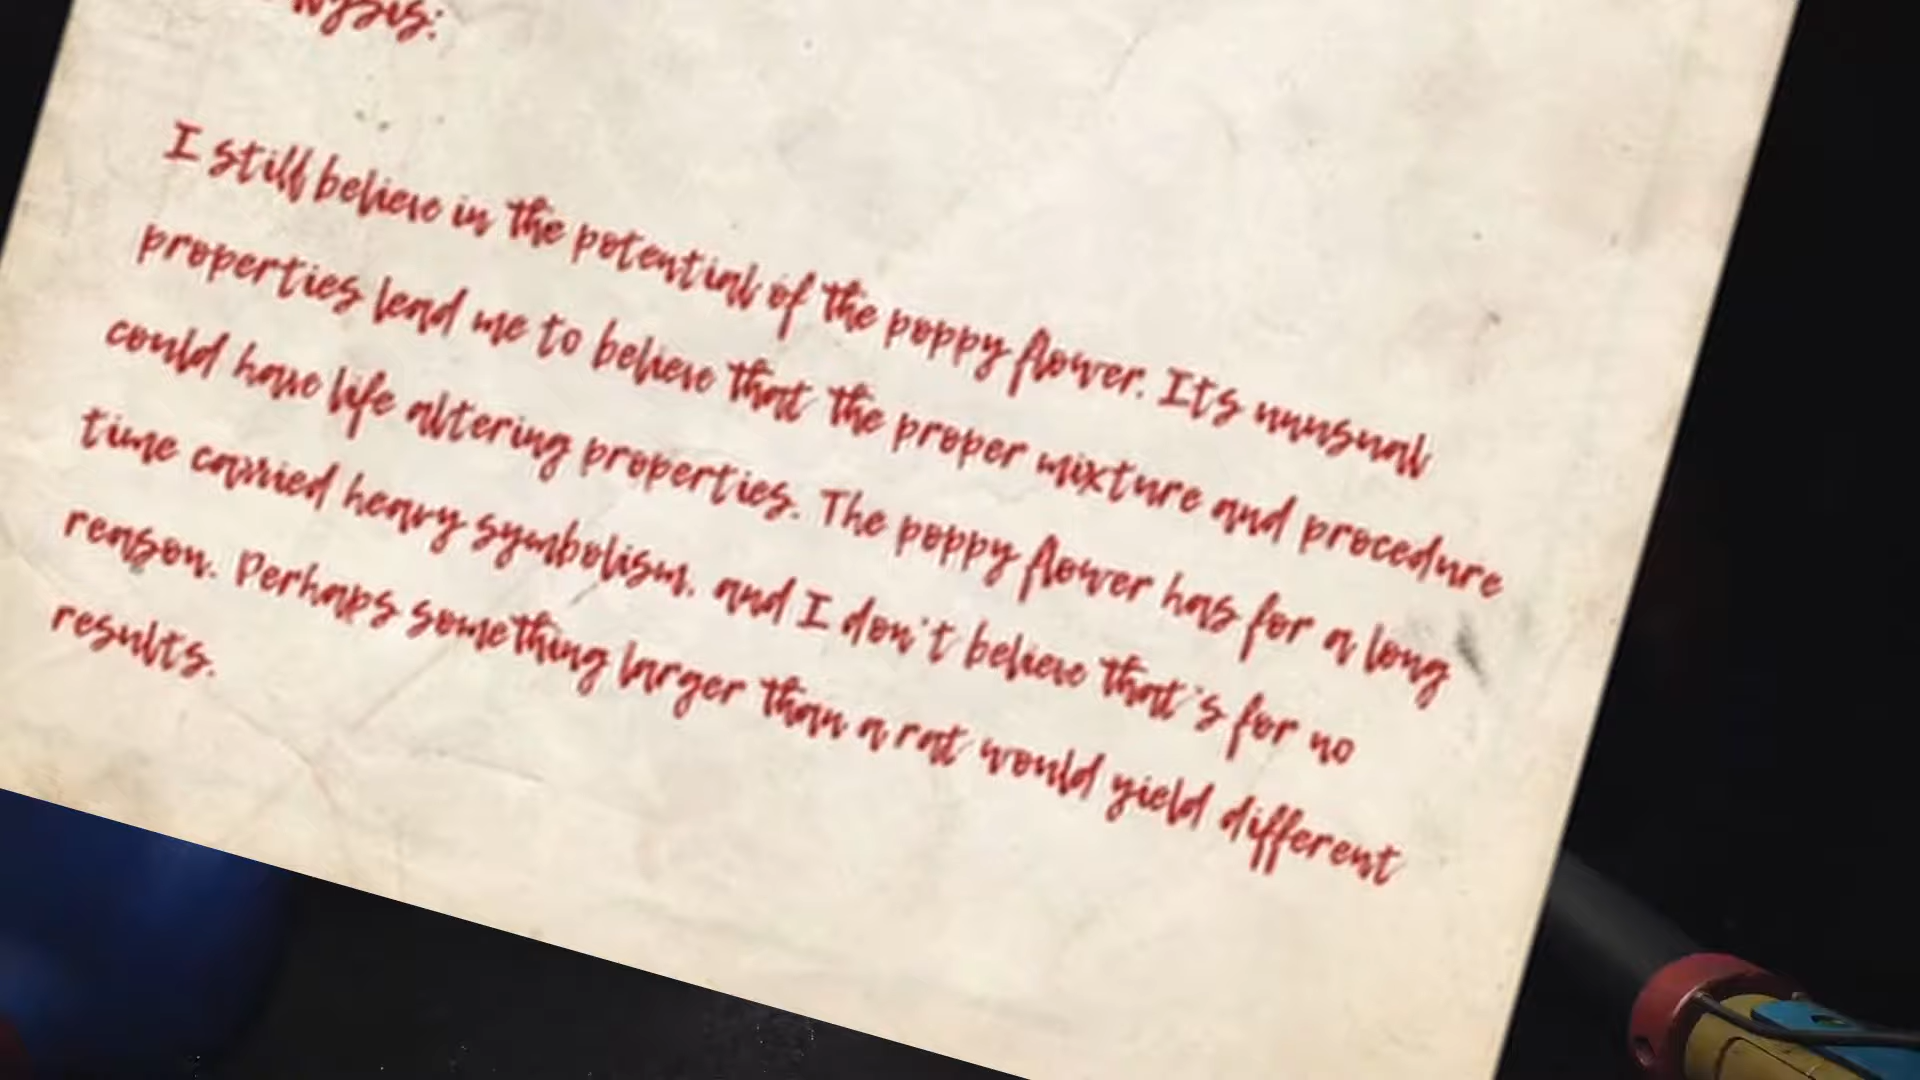 I still believe in the potential of the poppy flower. Its unusual
properties lead me to believe that the proper mixture and procedure
could have life altering properties. The poppy flower has for a long
time carried heavy symbolism, and I don't believe that's for no
reason. Perhaps something larger than a rat would yield different
results.